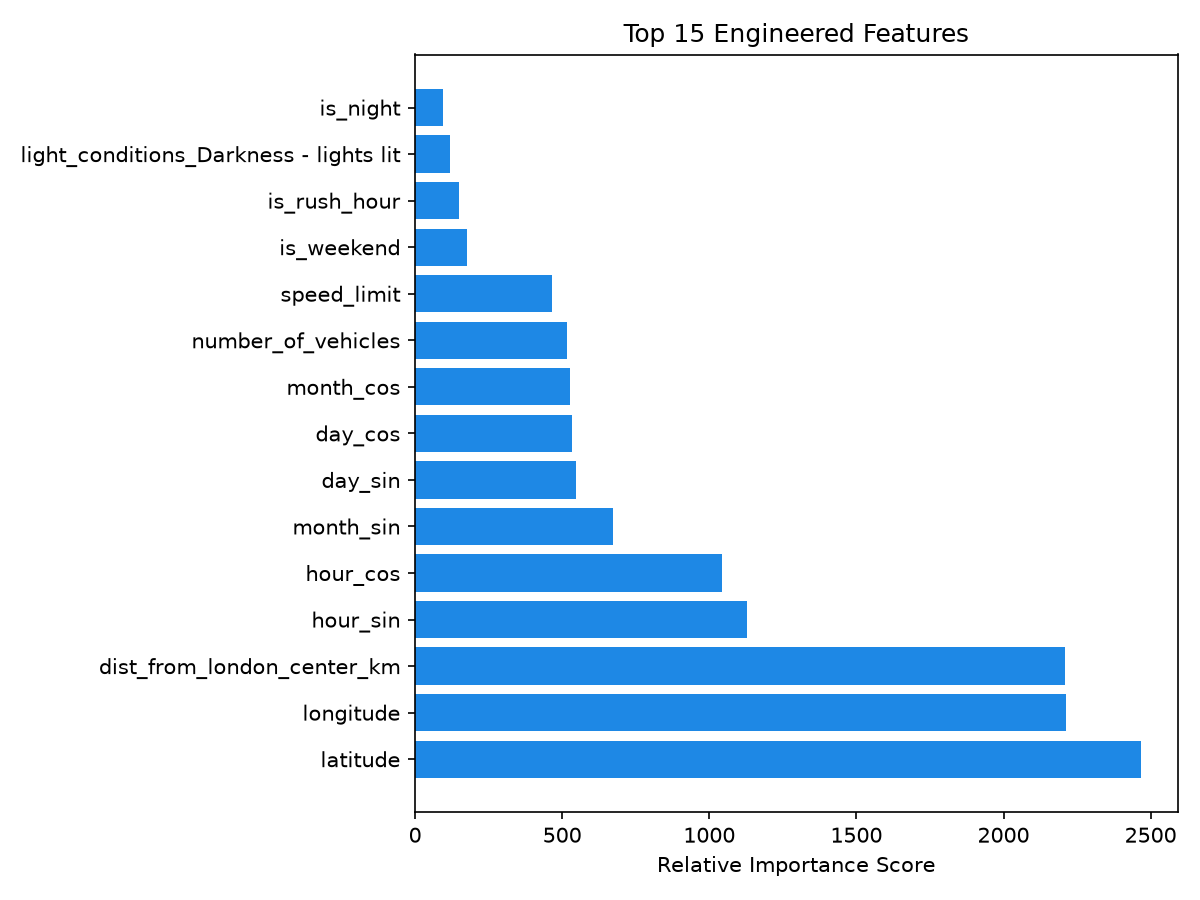 Top 15 Engineered Features
is_night
light_conditions_Darkness - lights lit
is_rush_hour
is_weekend
speed_limit
number_of_vehicles
month_cos
day_cos
day_sin
month_sin
hour_cos
hour_sin
dist_from_london_center_km
longitude
latitude
0 500 1000 1500 2000 2500
Relative Importance Score